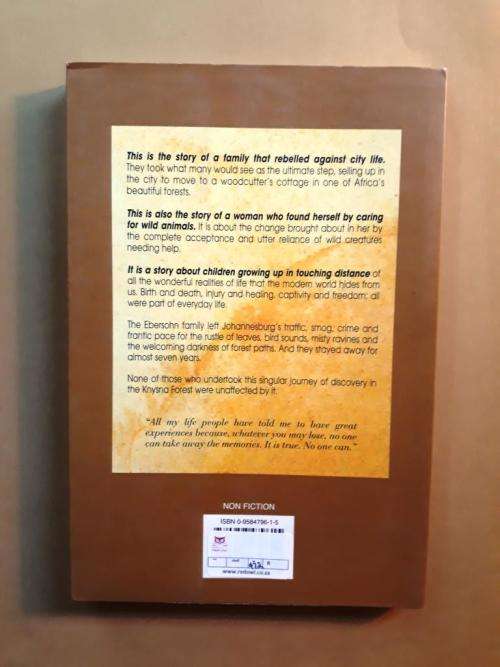 This is the story of a family that rebelled against city life.
They took what many would see as the ultimate step, selling up in
the city to move to a woodcutter's cottage in one of Africa's
beautiful forests.
This is also the story of a woman who found herself by caring
for wild animals. It is about the change brought about in her by
the complete acceptance and utter reliance of wild creatures
needing help.
It is a story about children growing up in touching distance of
all the wonderful realities of life that the modern world hides from
us. Birth and death, injury and healing, captivity and freedom; all
were part of everyday life.
The Ebersohn family left Johannesburg's traffic, smog, crime and
frantic pace for the rustle of leaves, bird sounds, misty ravines and
the welcoming darkness of forest paths. And they stayed away for
almost seven years.
None of those who undertook this singular journey of discovery in
the Knysna Forest were unaffected by it.
"All my life people have told me to have great
experiences because, whatever you may lose, no one
can take away the memories. It is true. No one can."
NON FICTION
ISBN 0-9584796-1-5
R